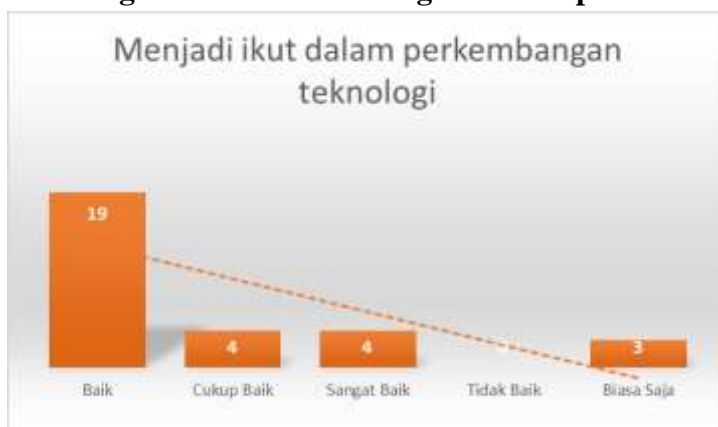 Menjadi ikut dalam perkembangan
teknologi
19
4
4
3
Baik
Cukup Baik
Sangat Baik
Tidak Baik
Biasa Saja